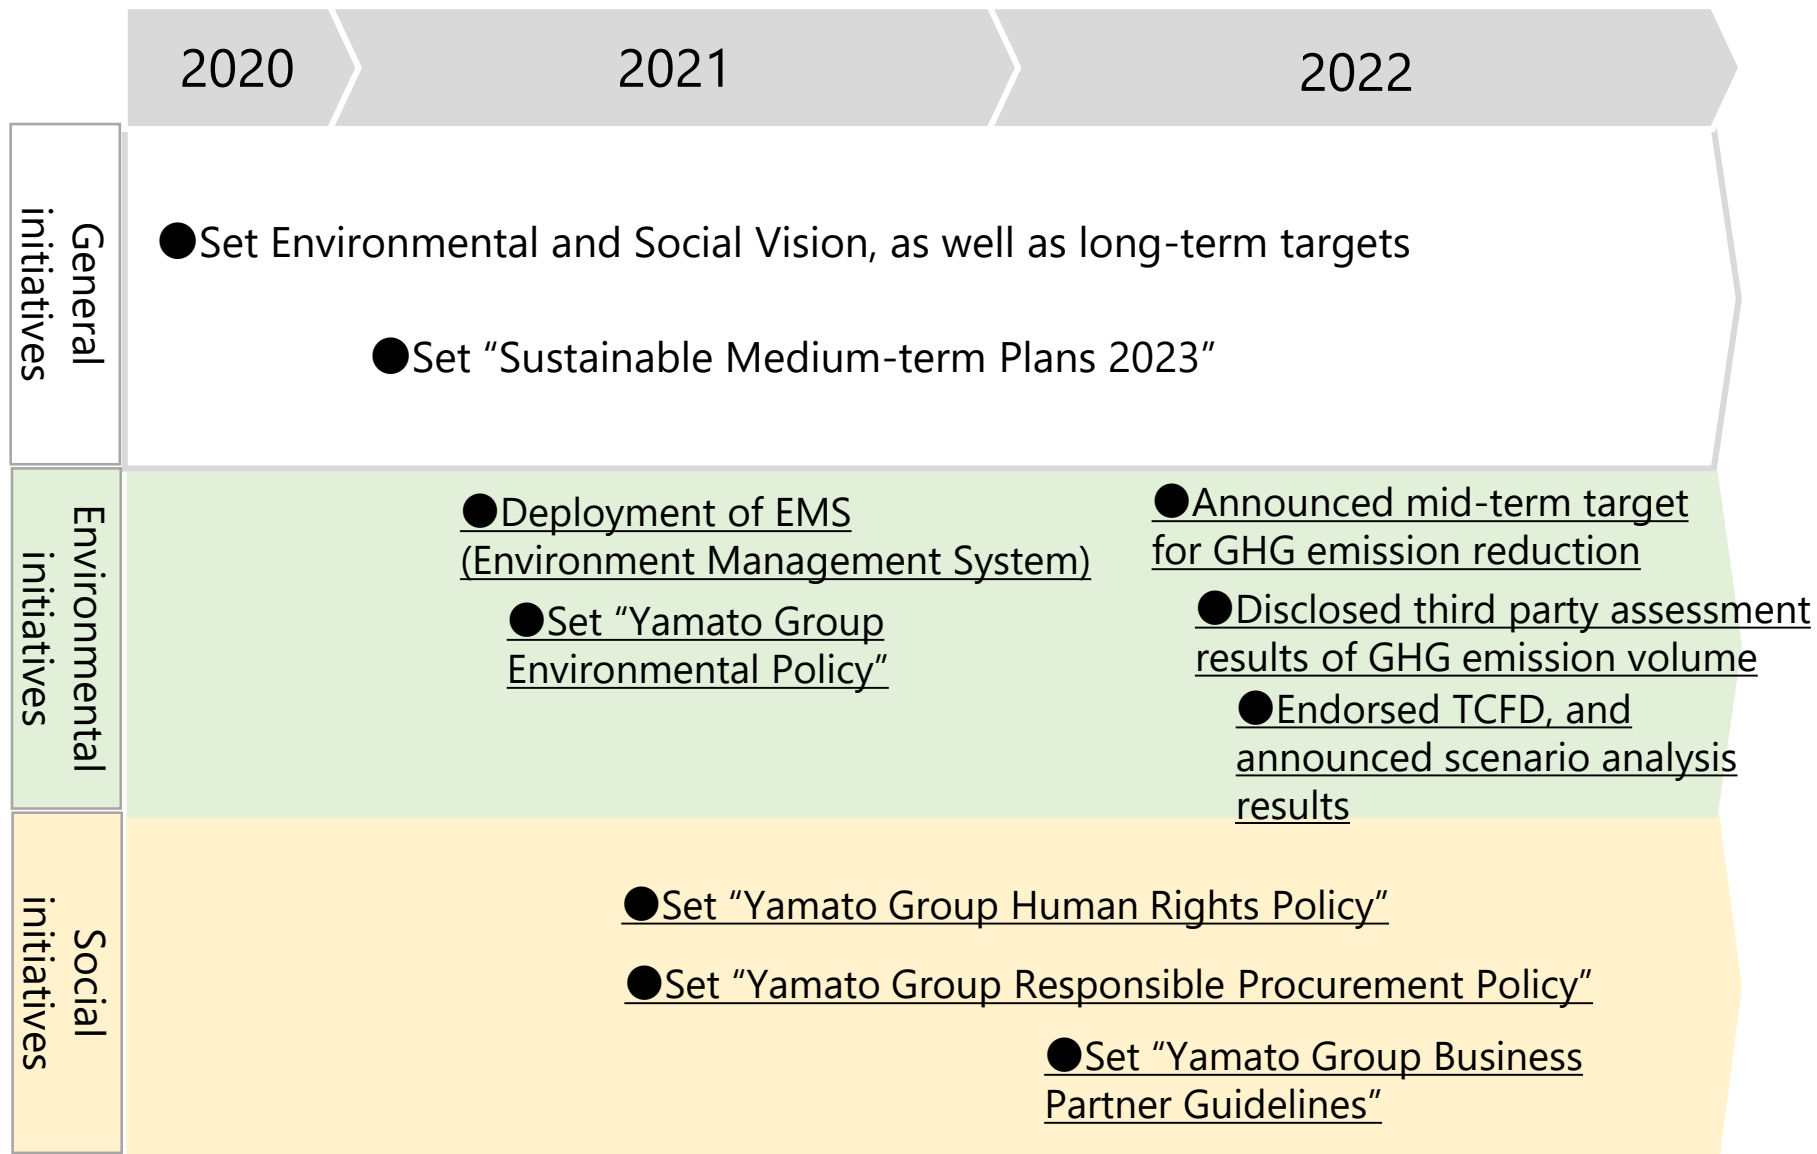 2020
2021
2022
General
initiatives
●Set Environmental and Social Vision, as well as long-term targets
●Set “Sustainable Medium-term Plans 2023”
Environmental
initiatives
●Deployment of EMS
(Environment Management System)
●Set “Yamato Group
Environmental Policy”
●Announced mid-term target
for GHG emission reduction
●Disclosed third party assessment
results of GHG emission volume
●Endorsed TCFD, and
announced scenario analysis
results
Social
initiatives
●Set “Yamato Group Human Rights Policy”
●Set “Yamato Group Responsible Procurement Policy”
●Set “Yamato Group Business
Partner Guidelines”